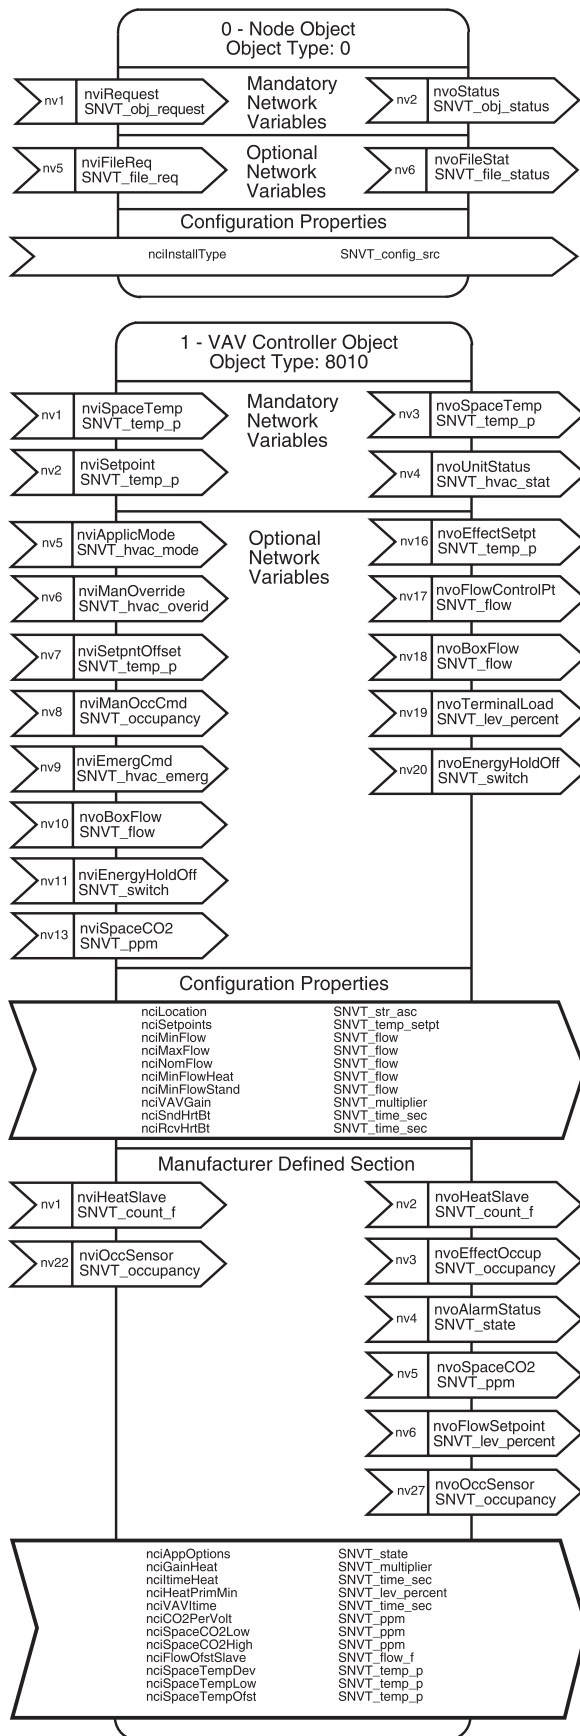 0 - Node Object
Object Type: 0
nv1
nviRequest
SNVT_obj_request
Mandatory
Network
Variables
nv2
nvoStatus
SNVT_obj_status
nv5
nviFileReq
SNVT_file_req
Optional
Network
Variables
nv6
nvoFileStat
SNVT_file_status
Configuration Properties
nciInstallType SNVT_config_src
1 - VAV Controller Object
Object Type: 8010
nv1
nviSpaceTemp
SNVT_temp_p
Mandatory
Network
Variables
nv3
nvoSpaceTemp
SNVT_temp_p
nv2
nviSetpoint
SNVT_temp_p
nv4
nvoUnitStatus
SNVT_hvac_stat
nv5
nviApplicMode
SNVT_hvac_mode
Optional
Network
Variables
nv16
nvoEffectSetpt
SNVT_temp_p
nv6
nviManOverride
SNVT_hvac_overid
nv17
nvoFlowControlPt
SNVT_flow
nv7
nviSetpntOffset
SNVT_temp_p
nv18
nvoBoxFlow
SNVT_flow
nv8
nviManOccCmd
SNVT_occupancy
nv19
nvoTerminalLoad
SNVT_lev_percent
nv9
nviEmergCmd
SNVT_hvac_emerg
nv20
nvoEnergyHoldOff
SNVT_switch
nv10
nvoBoxFlow
SNVT_flow
nv11
nviEnergyHoldOff
SNVT_switch
nv13
nviSpaceCO2
SNVT_ppm
Configuration Properties
nciLocation SNVT_str_asc
nciSetpoints SNVT_temp_setpt
nciMinFlow SNVT_flow
nciMaxFlow SNVT_flow
nciNomFlow SNVT_flow
nciMinFlowHeat SNVT_flow
nciMinFlowStand SNVT_flow
nciVAVGain SNVT_multiplier
nciSndHrtBt SNVT_time_sec
nciRcvHrtBt SNVT_time_sec
Manufacturer Defined Section
nv1
nviHeatSlave
SNVT_count_f
nv2
nvoHeatSlave
SNVT_count_f
nv22
nviOccSensor
SNVT_occupancy
nv3
nvoEffectOccup
SNVT_occupancy
nv4
nvoAlarmStatus
SNVT_state
nv5
nvoSpaceCO2
SNVT_ppm
nv6
nvoFlowSetpoint
SNVT_lev_percent
nv27
nvoOccSensor
SNVT_occupancy
nciAppOptions SNVT_state
nciGainHeat SNVT_multiplier
nciItimeHeat SNVT_time_sec
nciHeatPrimMin SNVT_lev_percent
nciVAVItime SNVT_time_sec
nciCO2PerVolt SNVT_ppm
nciSpaceCO2Low SNVT_ppm
nciSpaceCO2High SNVT_ppm
nciFlowOfstSlave SNVT_flow_f
nciSpaceTempDev SNVT_temp_p
nciSpaceTempLow SNVT_temp_p
nciSpaceTempOfst SNVT_temp_p